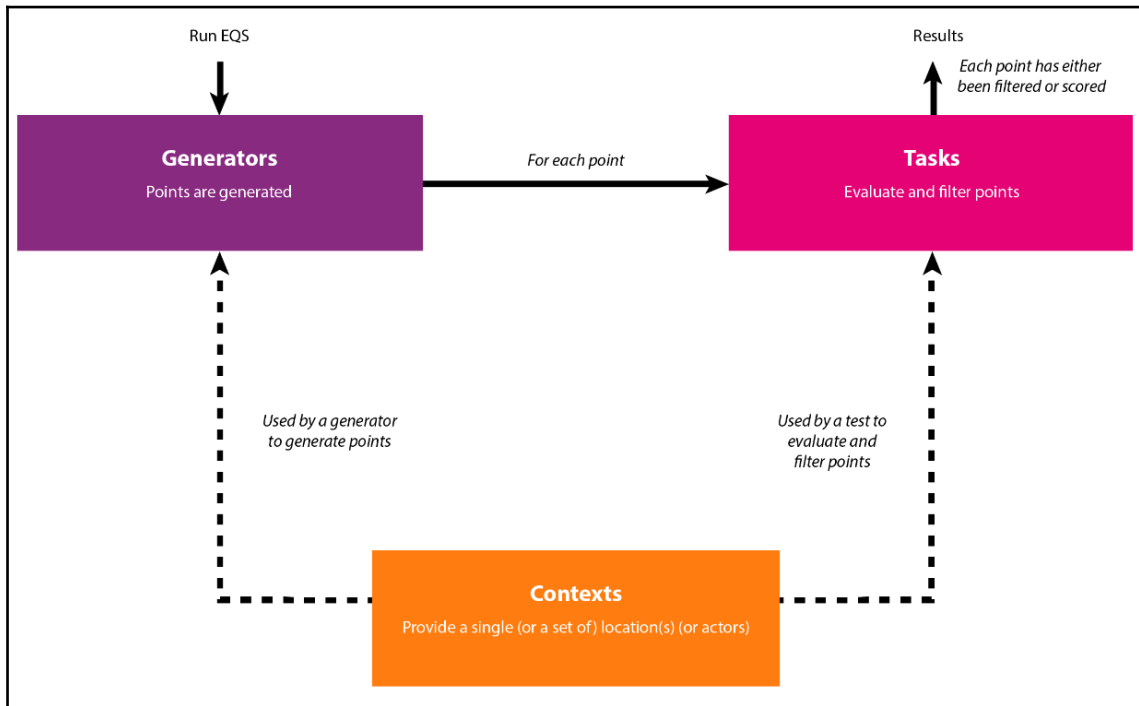 Run EQS
Results
Each point has either
been filtered or scored
Generators
Points are generated
For each point
Tasks
Evaluate and filter points
Used by a generator
to generate points
Used by a test to
evaluate and
filter points
Contexts
Provide a single (or a set of) location(s) (or actors)